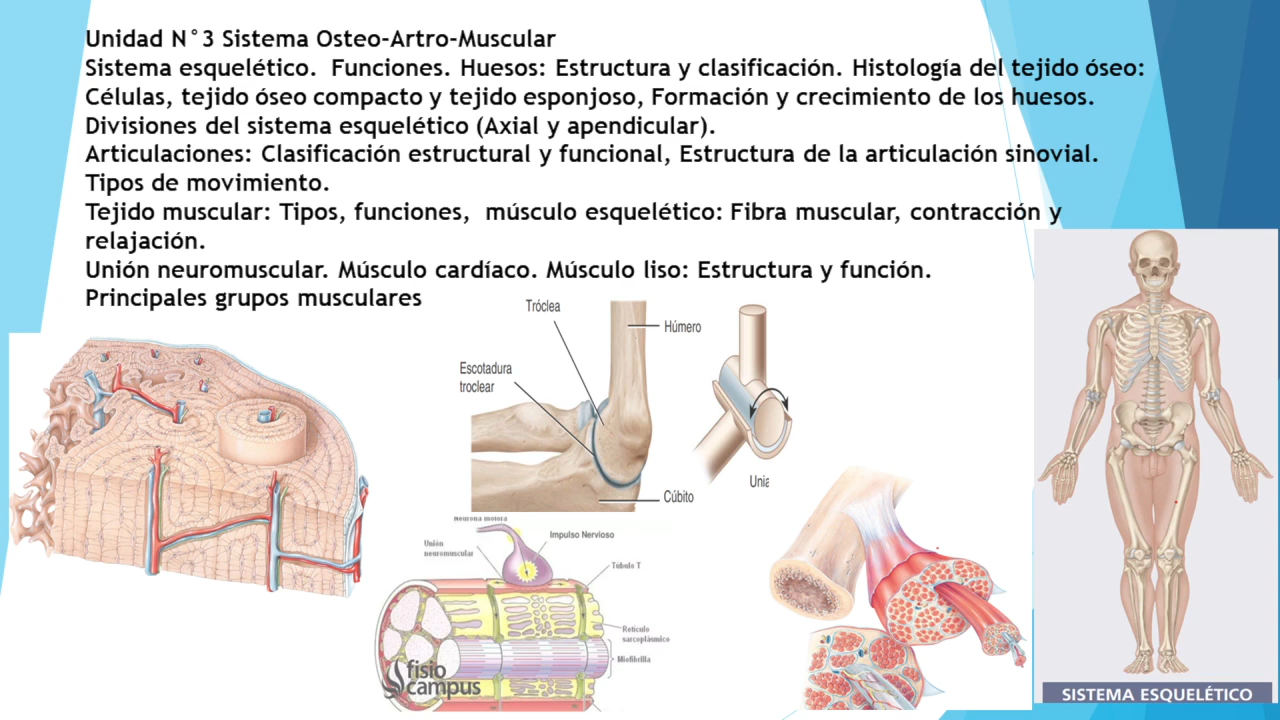 Unidad N°3 Sistema Osteo-Artro-Muscular
Sistema esquelético.  Funciones. Huesos: Estructura y clasificación. Histología del tejido óseo:
Células, tejido óseo compacto y tejido esponjoso, Formación y crecimiento de los huesos.
Divisiones del sistema esquelético (Axial y apendicular).
Articulaciones: Clasificación estructural y funcional, Estructura de la articulación sinovial.
Tipos de movimiento.
Tejido muscular: Tipos, funciones,  músculo esquelético: Fibra muscular, contracción y
relajación.
Unión neuromuscular. Músculo cardíaco. Músculo liso: Estructura y función.
Principales grupos musculares
Tróclea
Húmero
Escotadura
troclear
Cúbito
Unia
Neurona motora
Impulso Nervioso
Unión
neuromuscular
Túbulo T
Retículo
sarcoplásmico
Miofibrilla
fisio
campus
SISTEMA ESQUELÉTICO